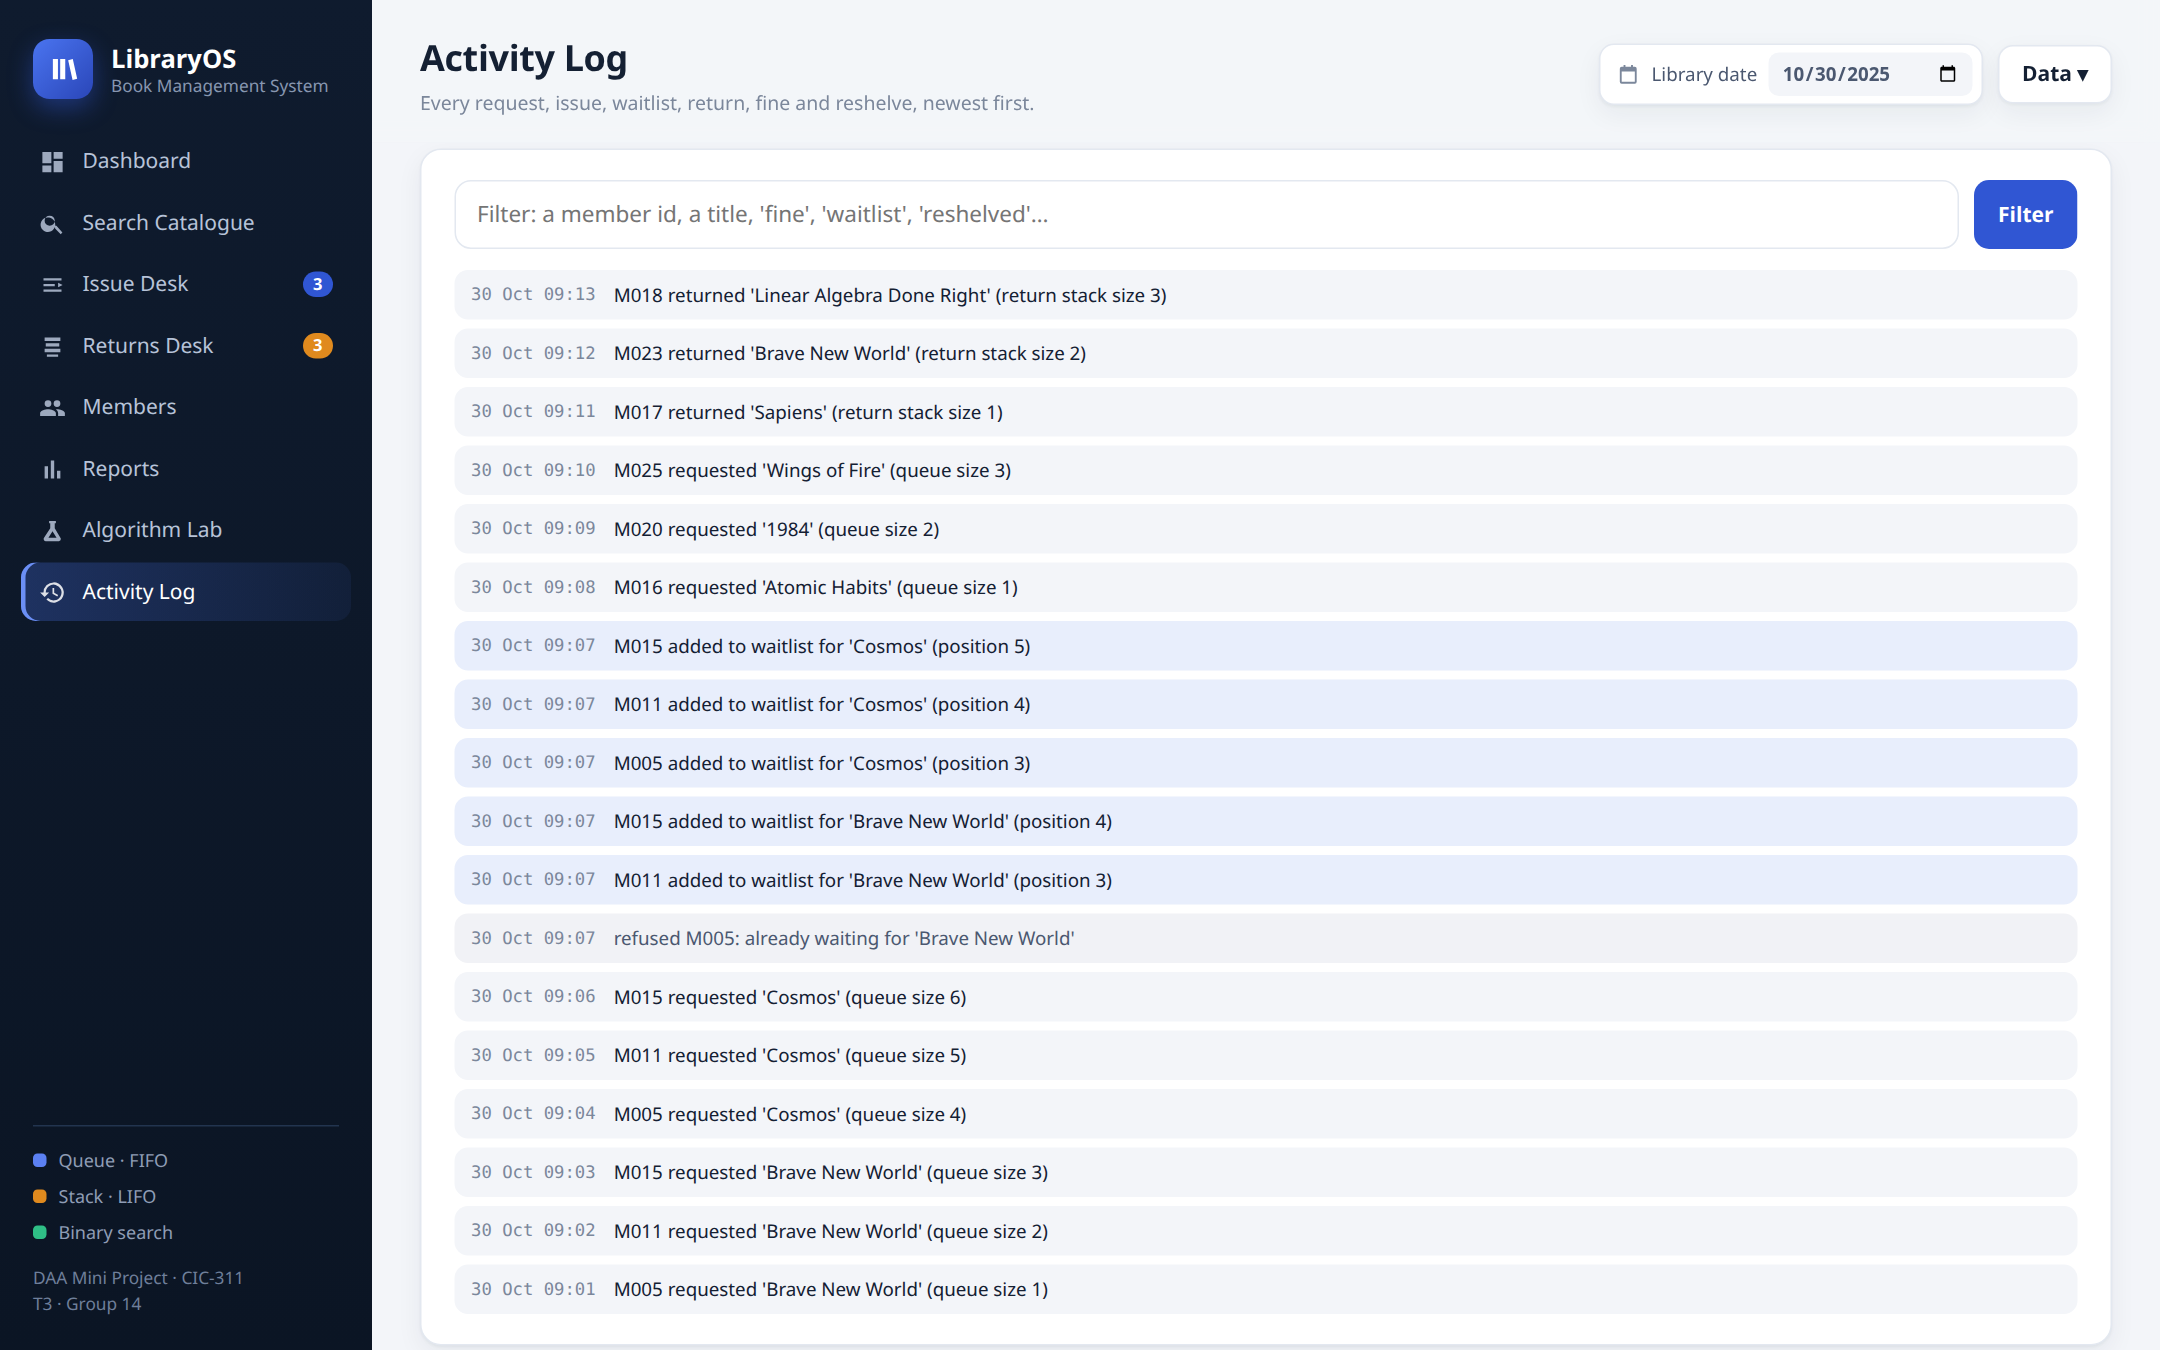 LibraryOS
Book Management System
Dashboard
Search Catalogue
Issue Desk 3
Returns Desk 3
Members
Reports
Algorithm Lab
Activity Log
Queue · FIFO
Stack · LIFO
Binary search
DAA Mini Project · CIC-311
T3 · Group 14
Activity Log
Every request, issue, waitlist, return, fine and reshelve, newest first.
Library date 10/30/2025
Data ▾
Filter: a member id, a title, 'fine', 'waitlist', 'reshelved'...
Filter
30 Oct 09:13 M018 returned 'Linear Algebra Done Right' (return stack size 3)
30 Oct 09:12 M023 returned 'Brave New World' (return stack size 2)
30 Oct 09:11 M017 returned 'Sapiens' (return stack size 1)
30 Oct 09:10 M025 requested 'Wings of Fire' (queue size 3)
30 Oct 09:09 M020 requested '1984' (queue size 2)
30 Oct 09:08 M016 requested 'Atomic Habits' (queue size 1)
30 Oct 09:07 M015 added to waitlist for 'Cosmos' (position 5)
30 Oct 09:07 M011 added to waitlist for 'Cosmos' (position 4)
30 Oct 09:07 M005 added to waitlist for 'Cosmos' (position 3)
30 Oct 09:07 M015 added to waitlist for 'Brave New World' (position 4)
30 Oct 09:07 M011 added to waitlist for 'Brave New World' (position 3)
30 Oct 09:07 refused M005: already waiting for 'Brave New World'
30 Oct 09:06 M015 requested 'Cosmos' (queue size 6)
30 Oct 09:05 M011 requested 'Cosmos' (queue size 5)
30 Oct 09:04 M005 requested 'Cosmos' (queue size 4)
30 Oct 09:03 M015 requested 'Brave New World' (queue size 3)
30 Oct 09:02 M011 requested 'Brave New World' (queue size 2)
30 Oct 09:01 M005 requested 'Brave New World' (queue size 1)